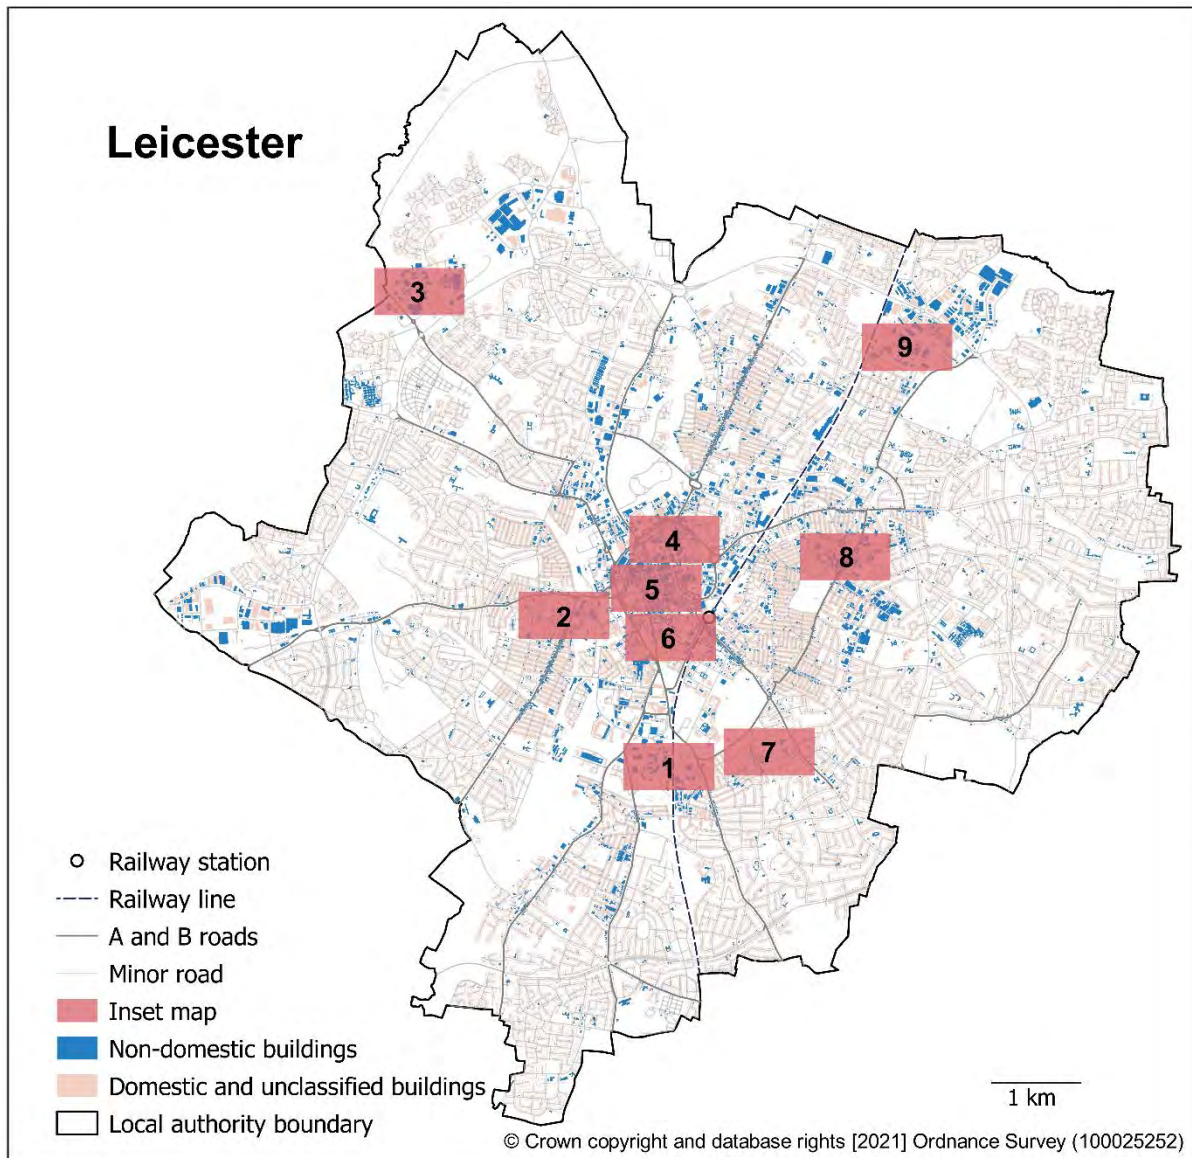 Leicester
3
9
4
8
5
2
6
7
1
Railway station
Railway line
A and B roads
Minor road
Inset map
Non-domestic buildings
Domestic and unclassified buildings
Local authority boundary
1 km
© Crown copyright and database rights [2021] Ordnance Survey (100025252)